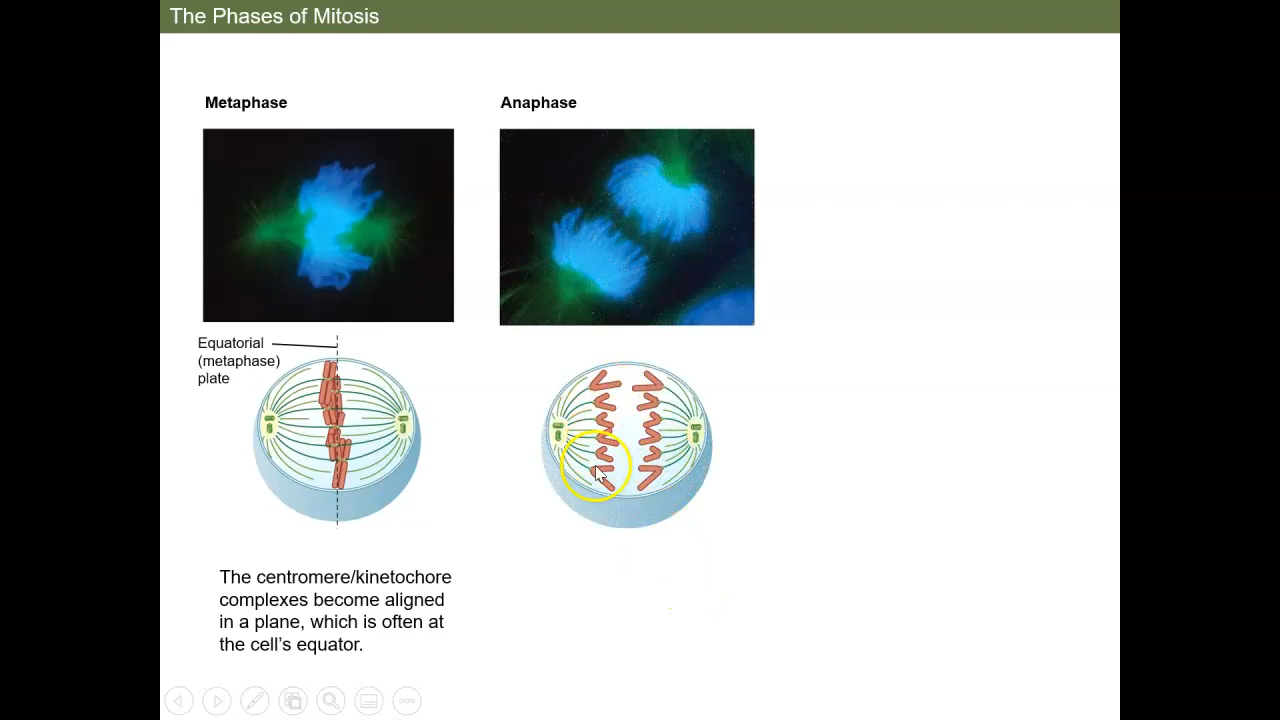 The Phases of Mitosis
Metaphase
Anaphase
Equatorial
(metaphase)
plate
The centromere/kinetochore
complexes become aligned
in a plane, which is often at
the cell's equator.